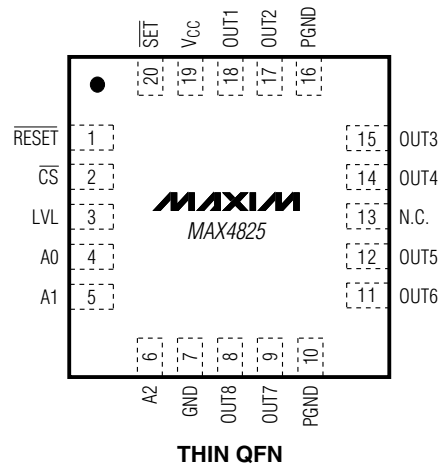 SET
VCC
OUT1
OUT2
PGND
20
19
18
17
16
RESET 1
CS 2
LVL 3
A0 4
A1 5
MAXIM
MAX4825
15 OUT3
14 OUT4
13 N.C.
12 OUT5
11 OUT6
6
7
8
9
10
A2
GND
OUT8
OUT7
PGND
THIN QFN